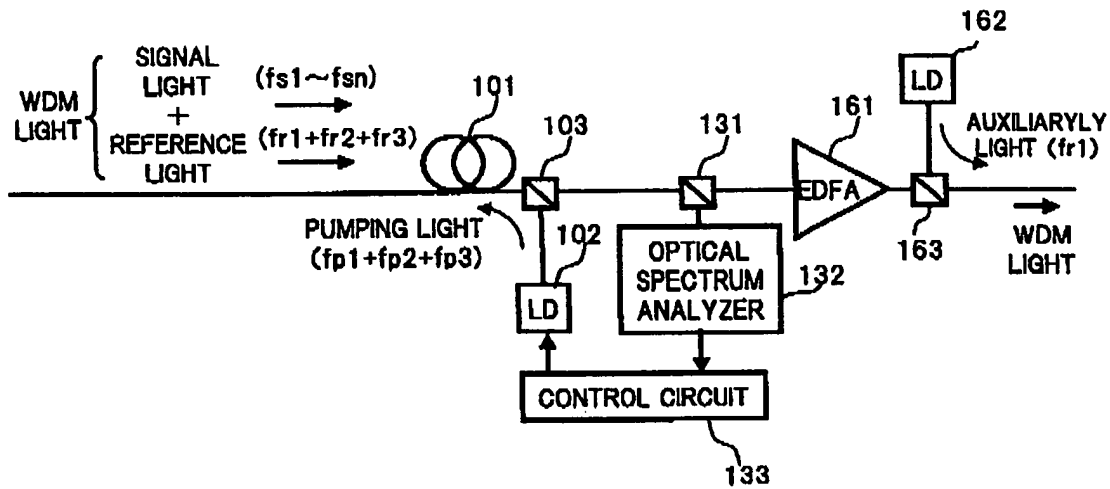 WDM LIGHT
SIGNAL LIGHT
+
REFERENCE LIGHT
(fs1~fsn)
(fr1+fr2+fr3)
101
103
131
161
162
LD
AUXILIARYLY LIGHT (fr1)
EDFA
163
WDM LIGHT
PUMPING LIGHT (fp1+fp2+fp3)
102
LD
OPTICAL SPECTRUM ANALYZER
132
CONTROL CIRCUIT
133